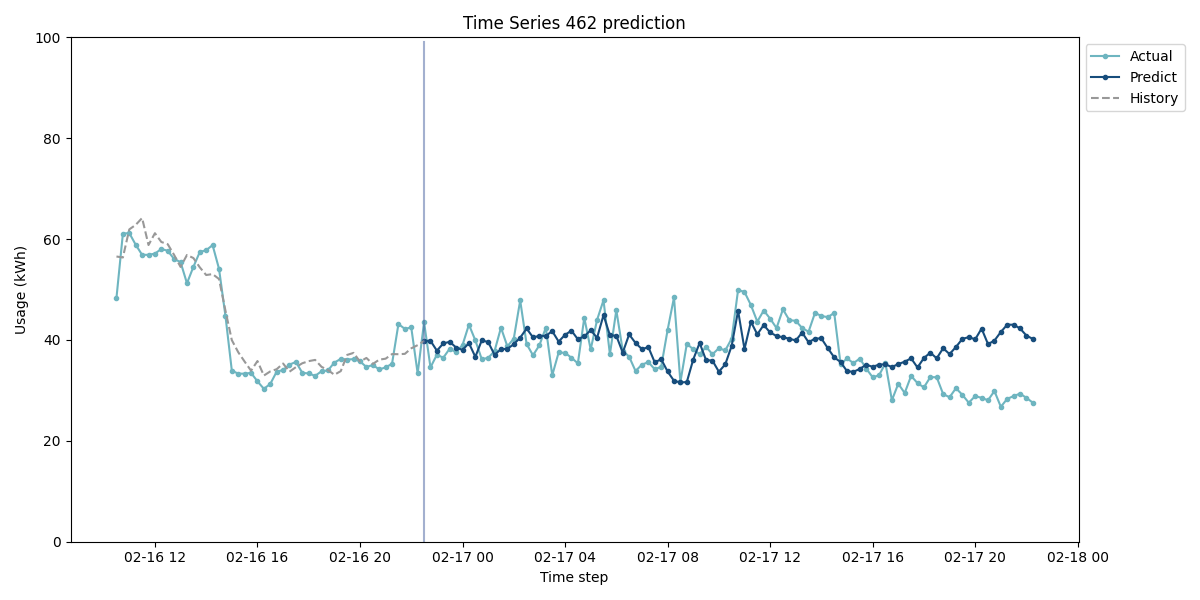 Time Series 462 prediction
Usage (kWh)
100
80
60
40
20
0
02-16 12
02-16 16
02-16 20
02-17 00
02-17 04
02-17 08
02-17 12
02-17 16
02-17 20
02-18 00
Time step
Actual
Predict
History